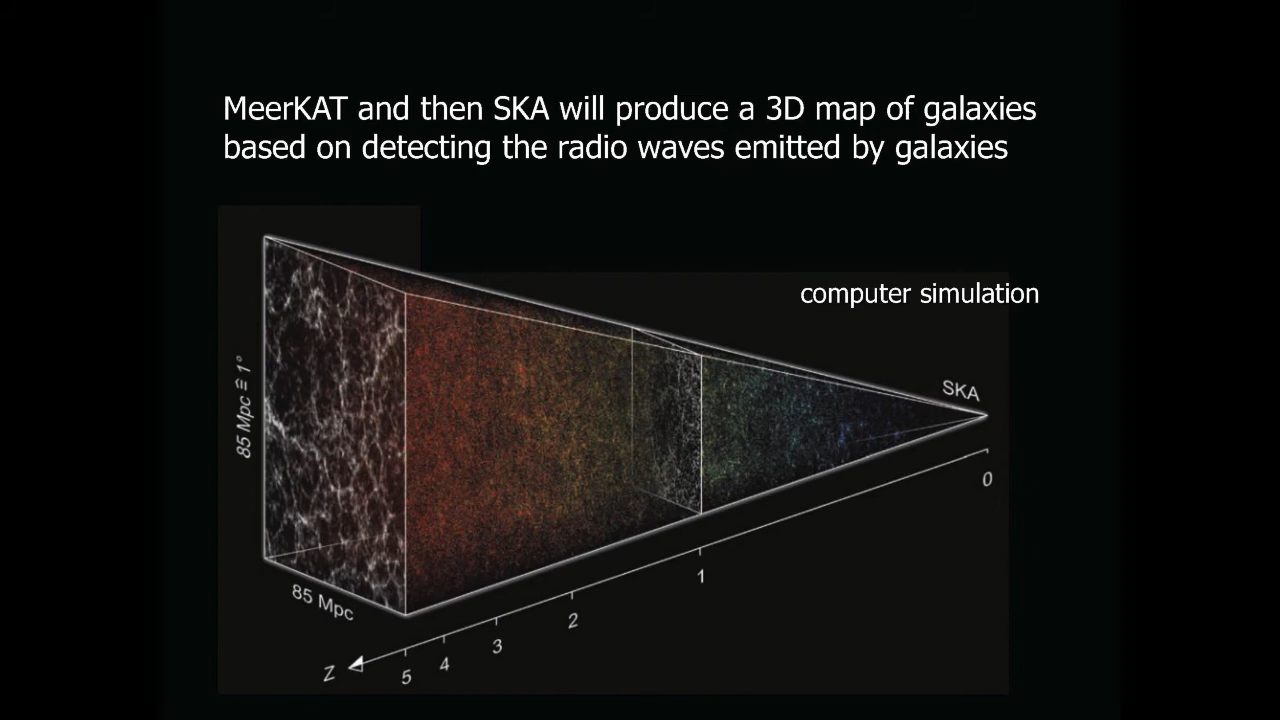 MeerKAT and then SKA will produce a 3D map of galaxies
based on detecting the radio waves emitted by galaxies
computer simulation
SKA
85 Mpc ≙ 1°
85 Mpc
0
1
2
3
4
5
Z